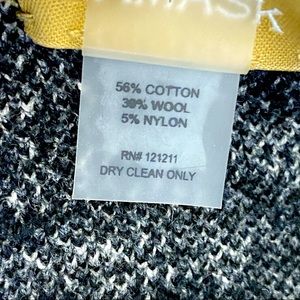 56% COTTON
39% WOOL
5% NYLON
RN# 121211
DRY CLEAN ONLY